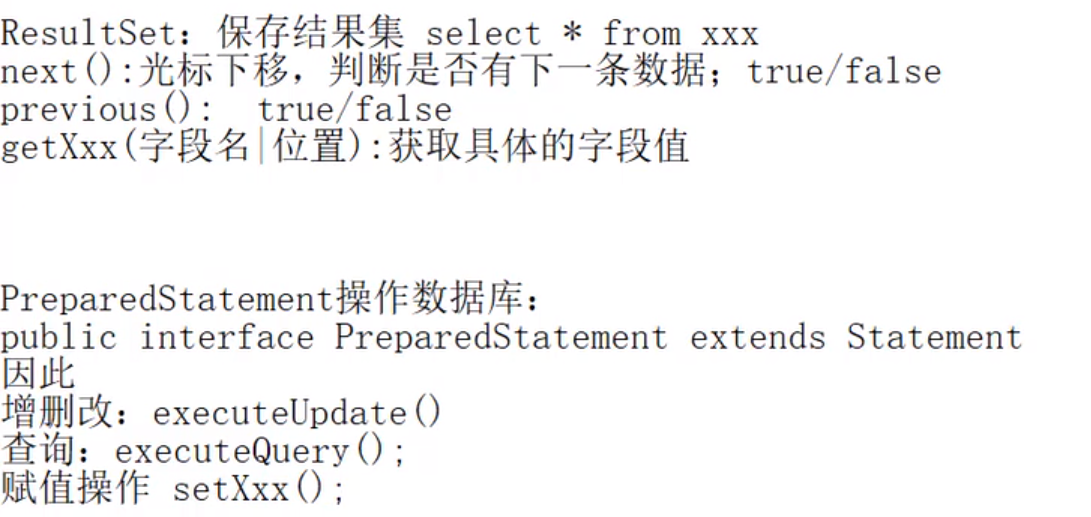 ResultSet：保存结果集 select * from xxx
next():光标下移，判断是否有下一条数据；true/false
previous():  true/false
getXxx(字段名|位置):获取具体的字段值
PreparedStatement操作数据库：
public interface PreparedStatement extends Statement
因此
增删改：executeUpdate()
查询：executeQuery();
赋值操作 setXxx();